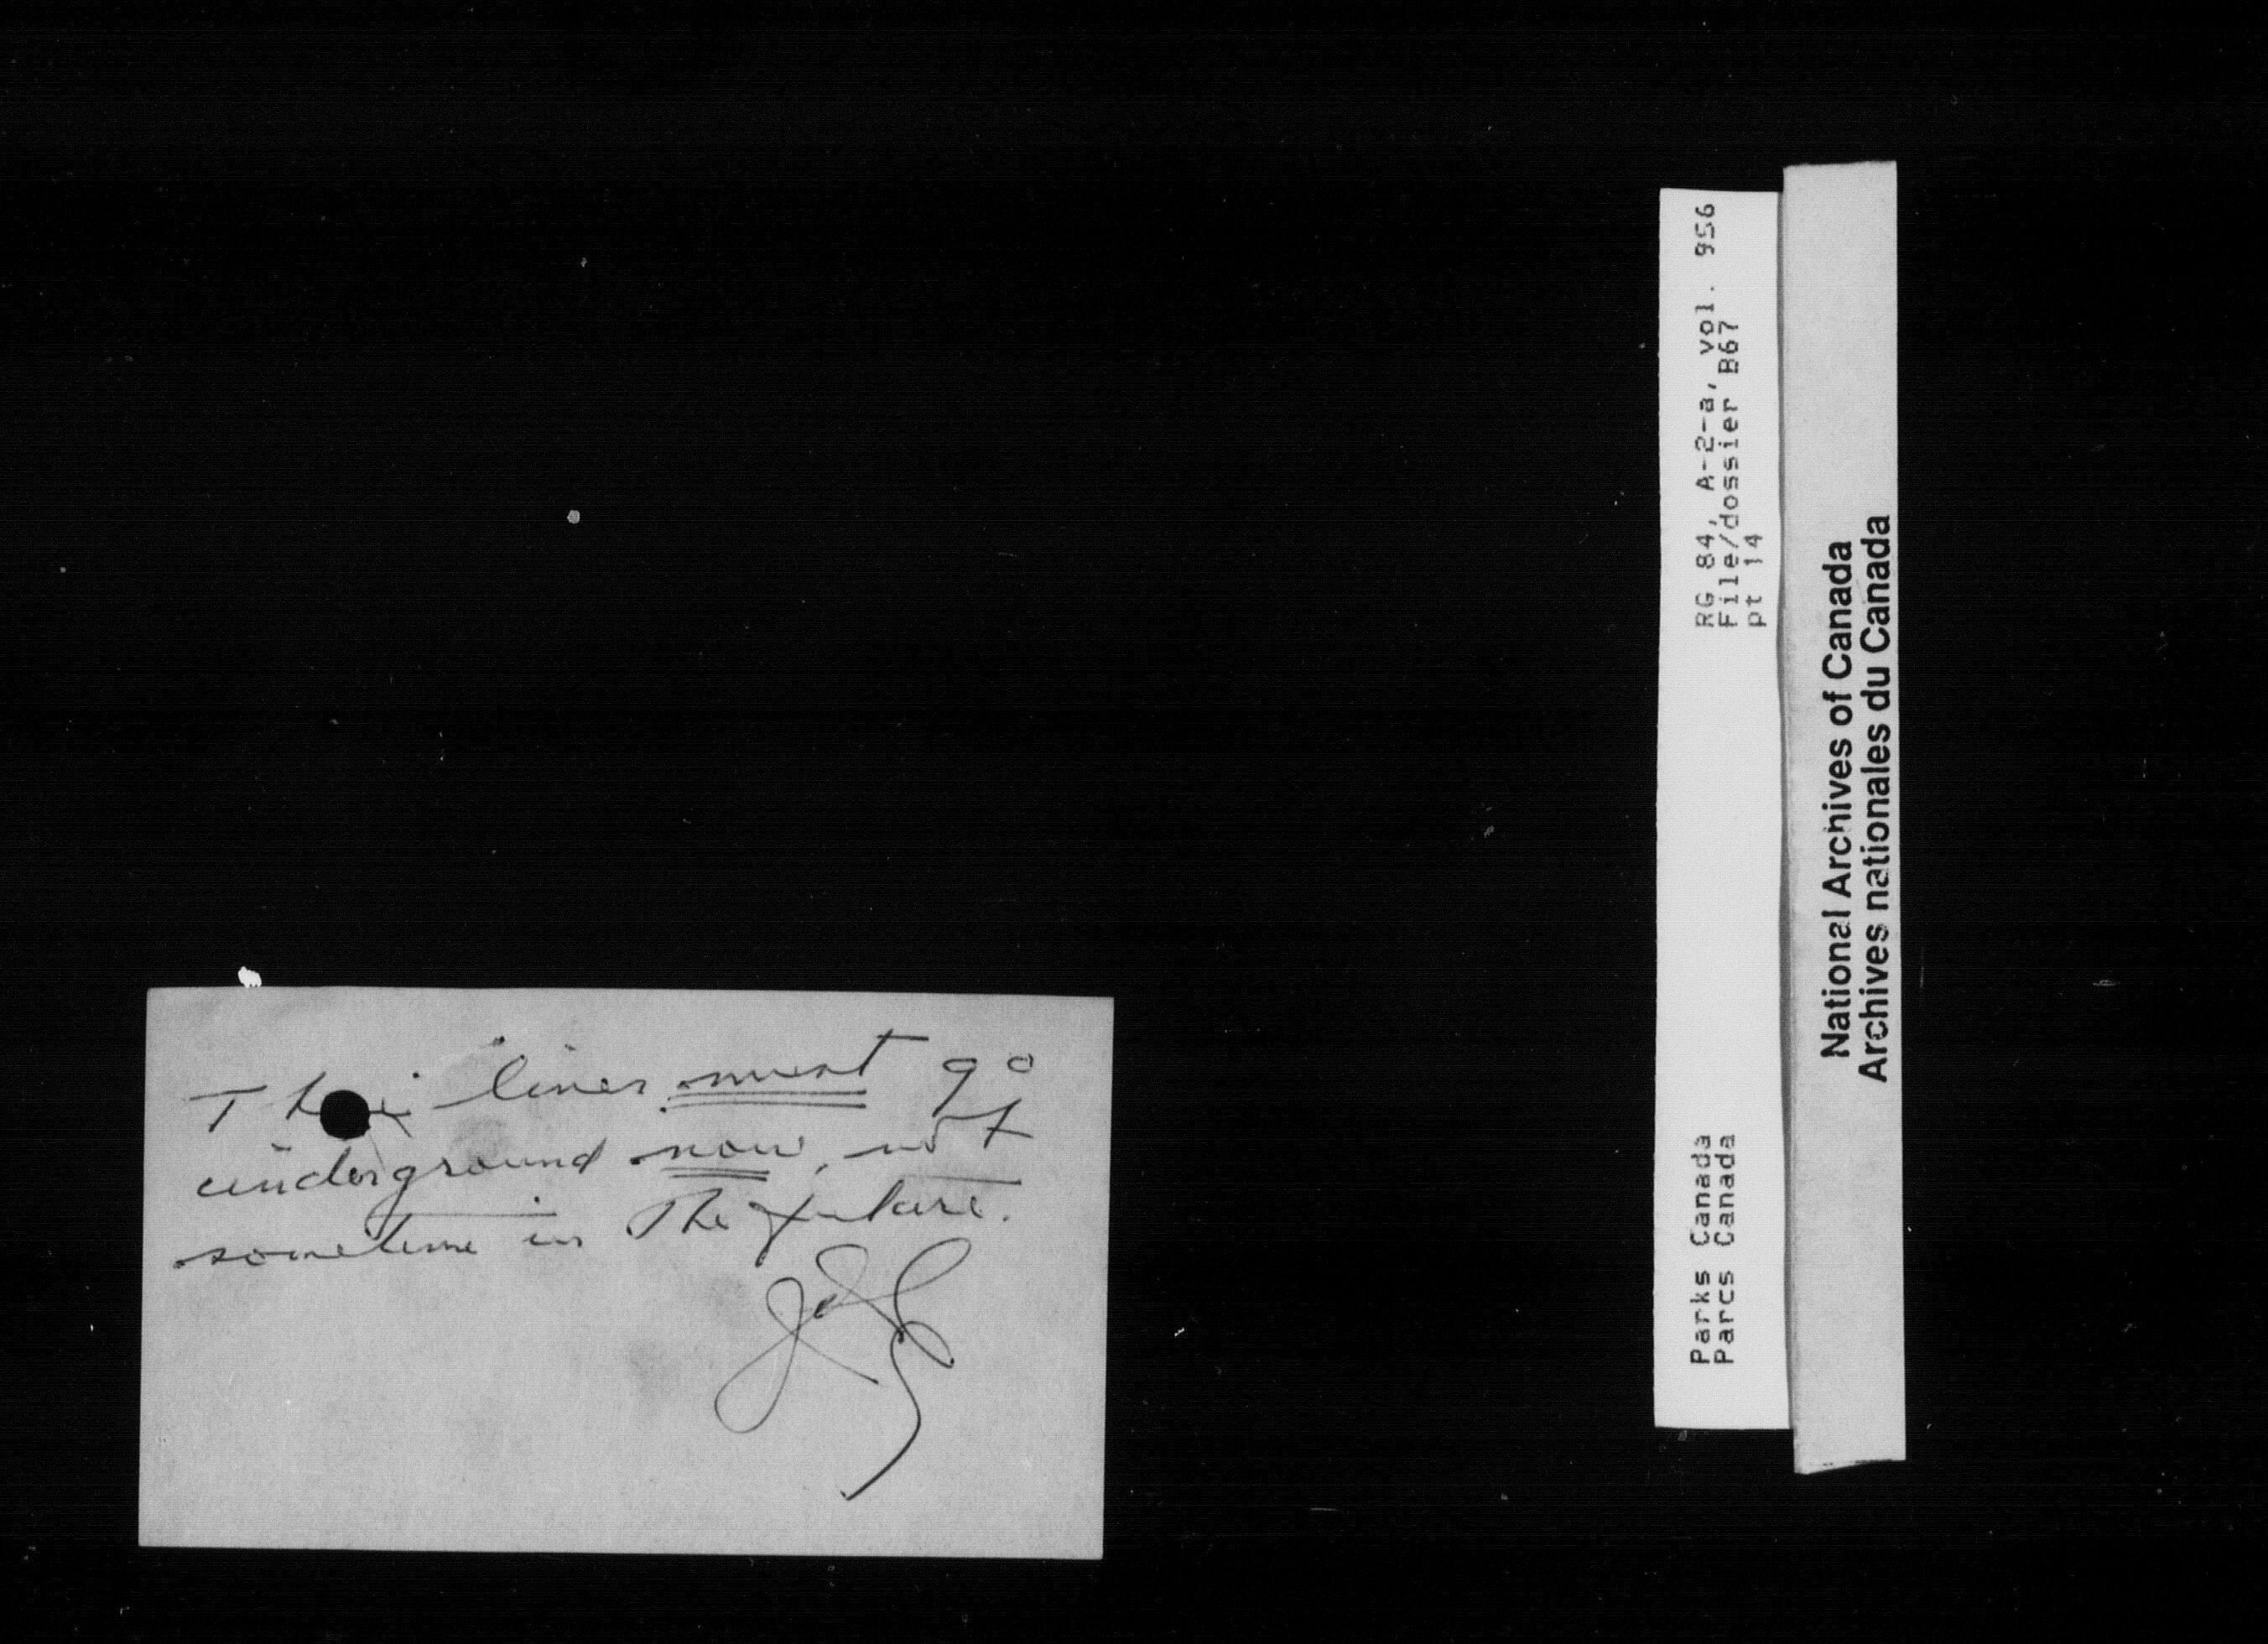 lines must go
underground now, not
sometime in the future.
RG 84, A-2-a, vol. 956
File/dossier B67
pt 14
Parks Canada
Parcs Canada
National Archives of Canada
Archives nationales du Canada